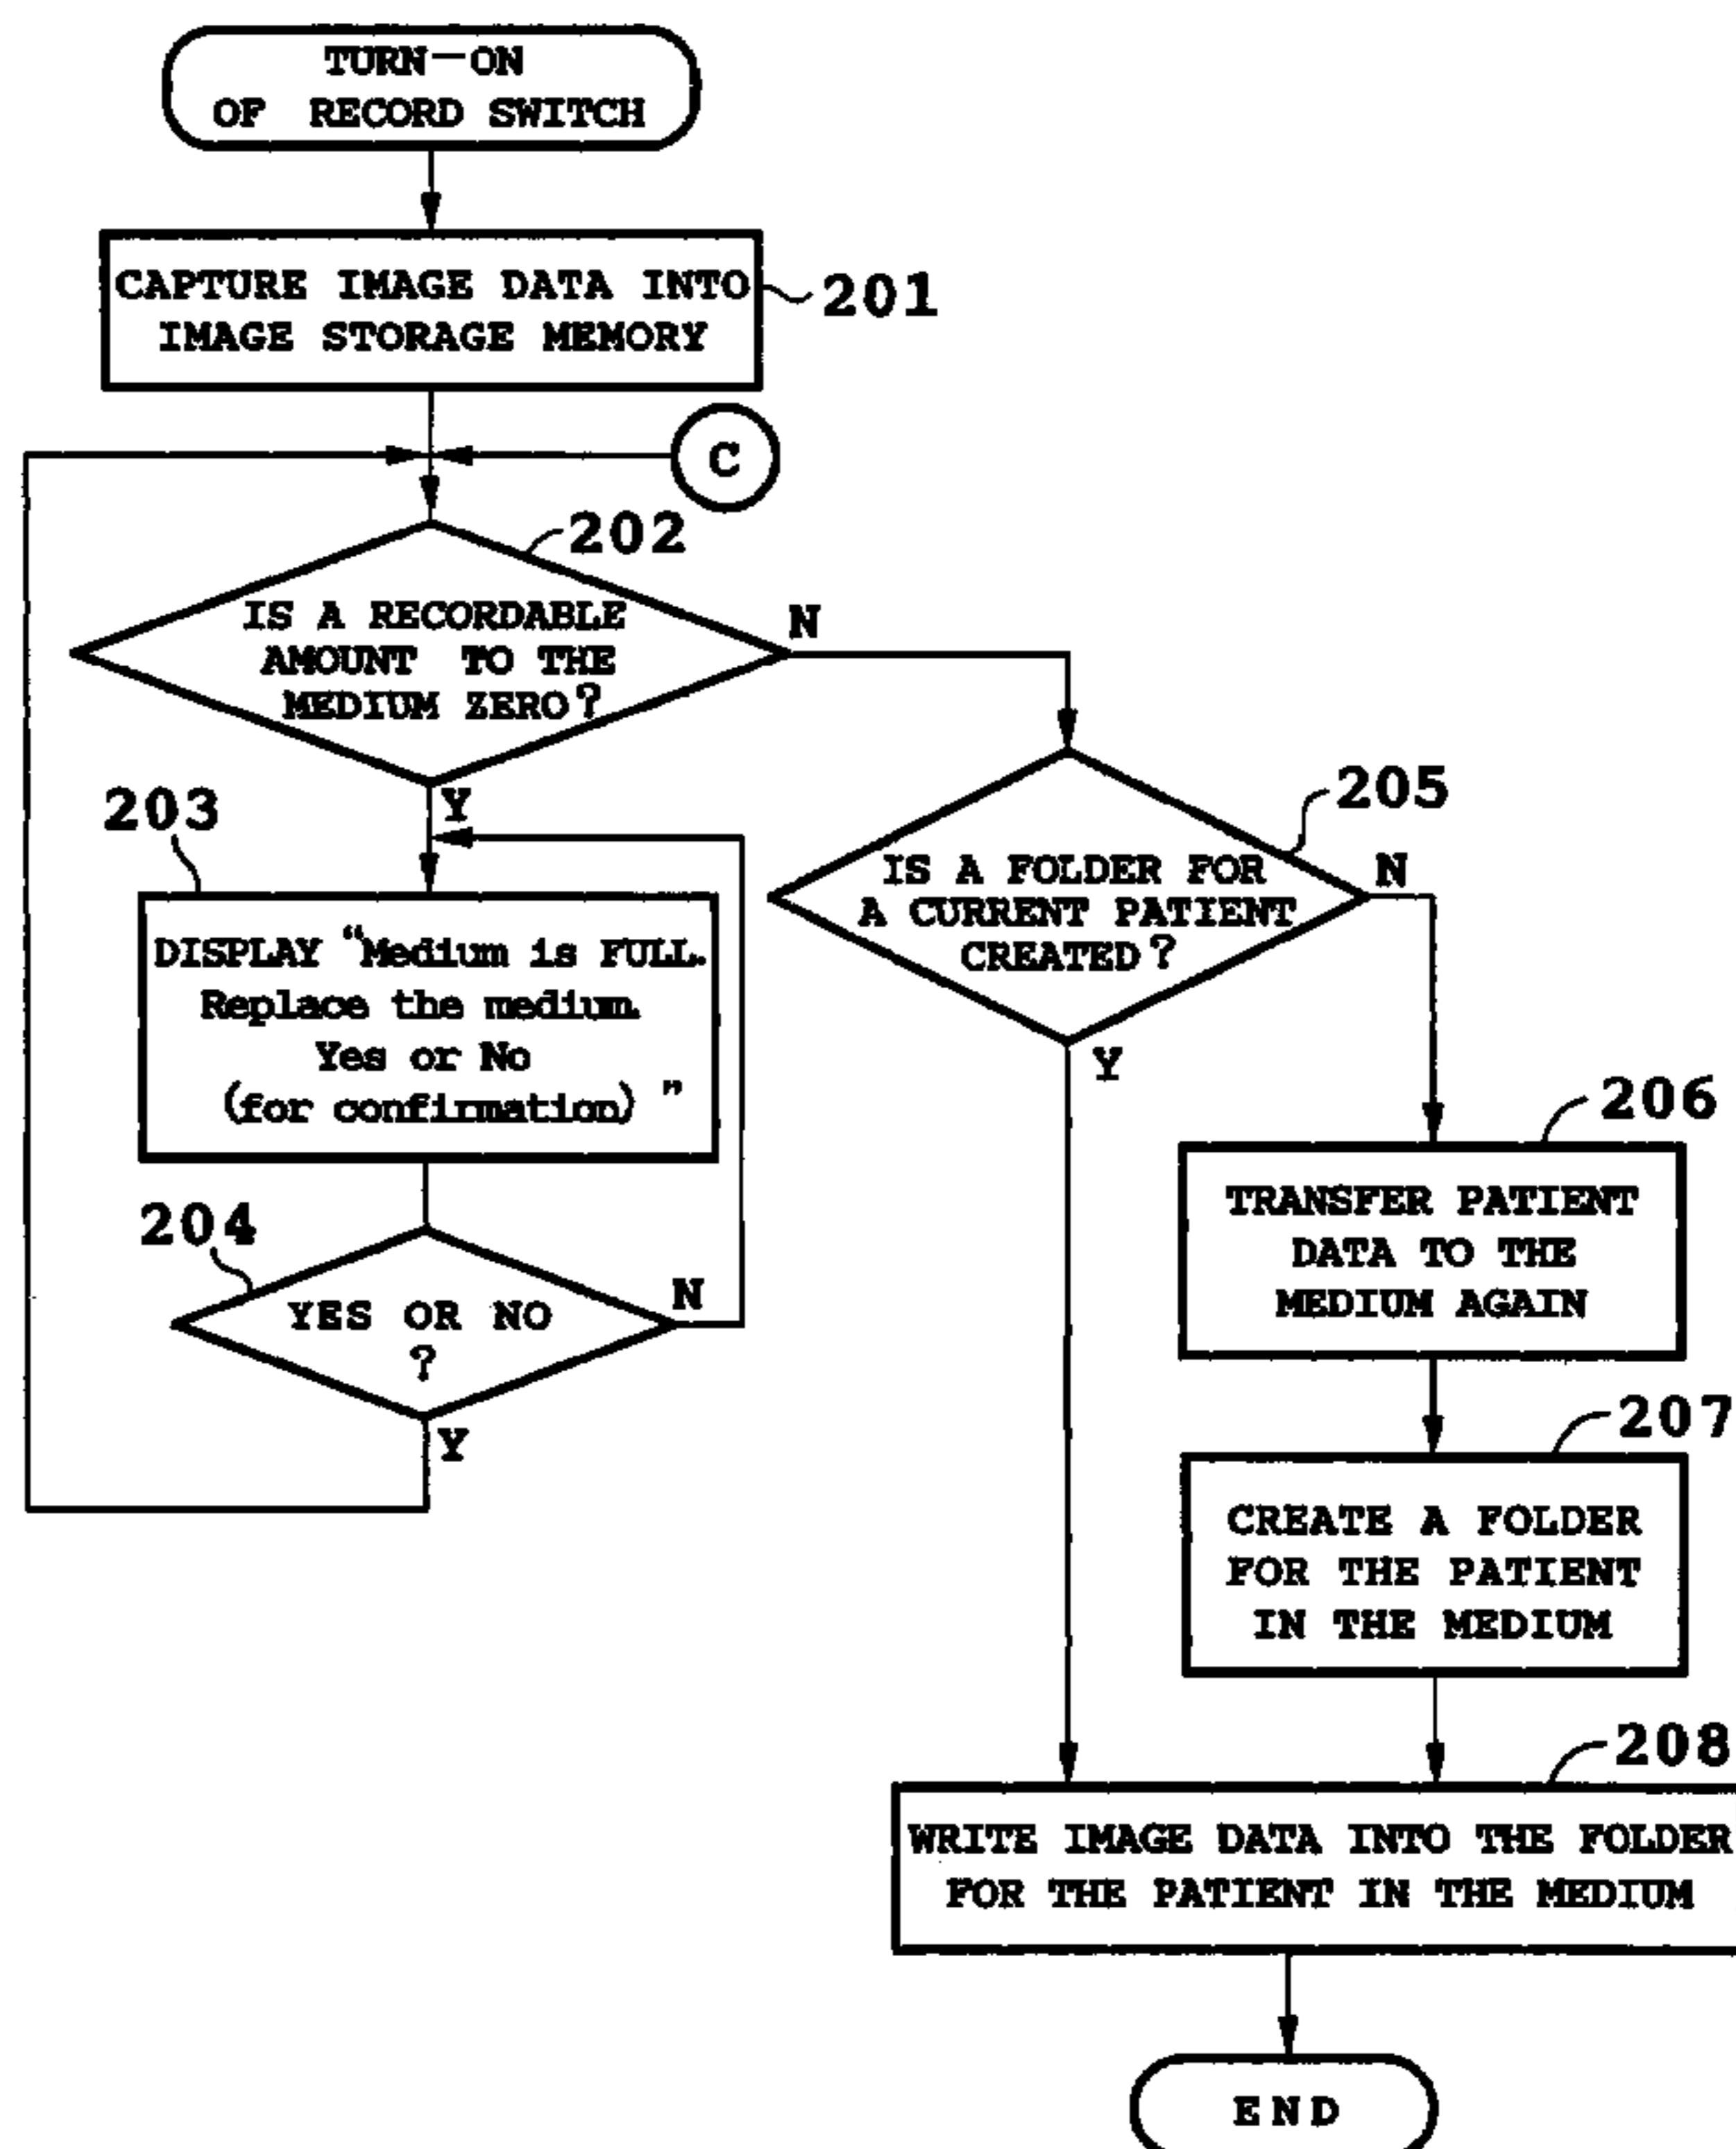 TURN-ON
OF RECORD SWITCH
CAPTURE IMAGE DATA INTO
IMAGE STORAGE MEMORY
201
C
202
IS A RECORDABLE
AMOUNT TO THE
MEDIUM ZERO?
N
Y
203
DISPLAY "Medium is FULL.
Replace the medium.
Yes or No
(for confirmation)"
204
YES OR NO
?
N
Y
205
IS A FOLDER FOR
A CURRENT PATIENT
CREATED?
N
Y
206
TRANSFER PATIENT
DATA TO THE
MEDIUM AGAIN
207
CREATE A FOLDER
FOR THE PATIENT
IN THE MEDIUM
208
WRITE IMAGE DATA INTO THE FOLDER
FOR THE PATIENT IN THE MEDIUM
END